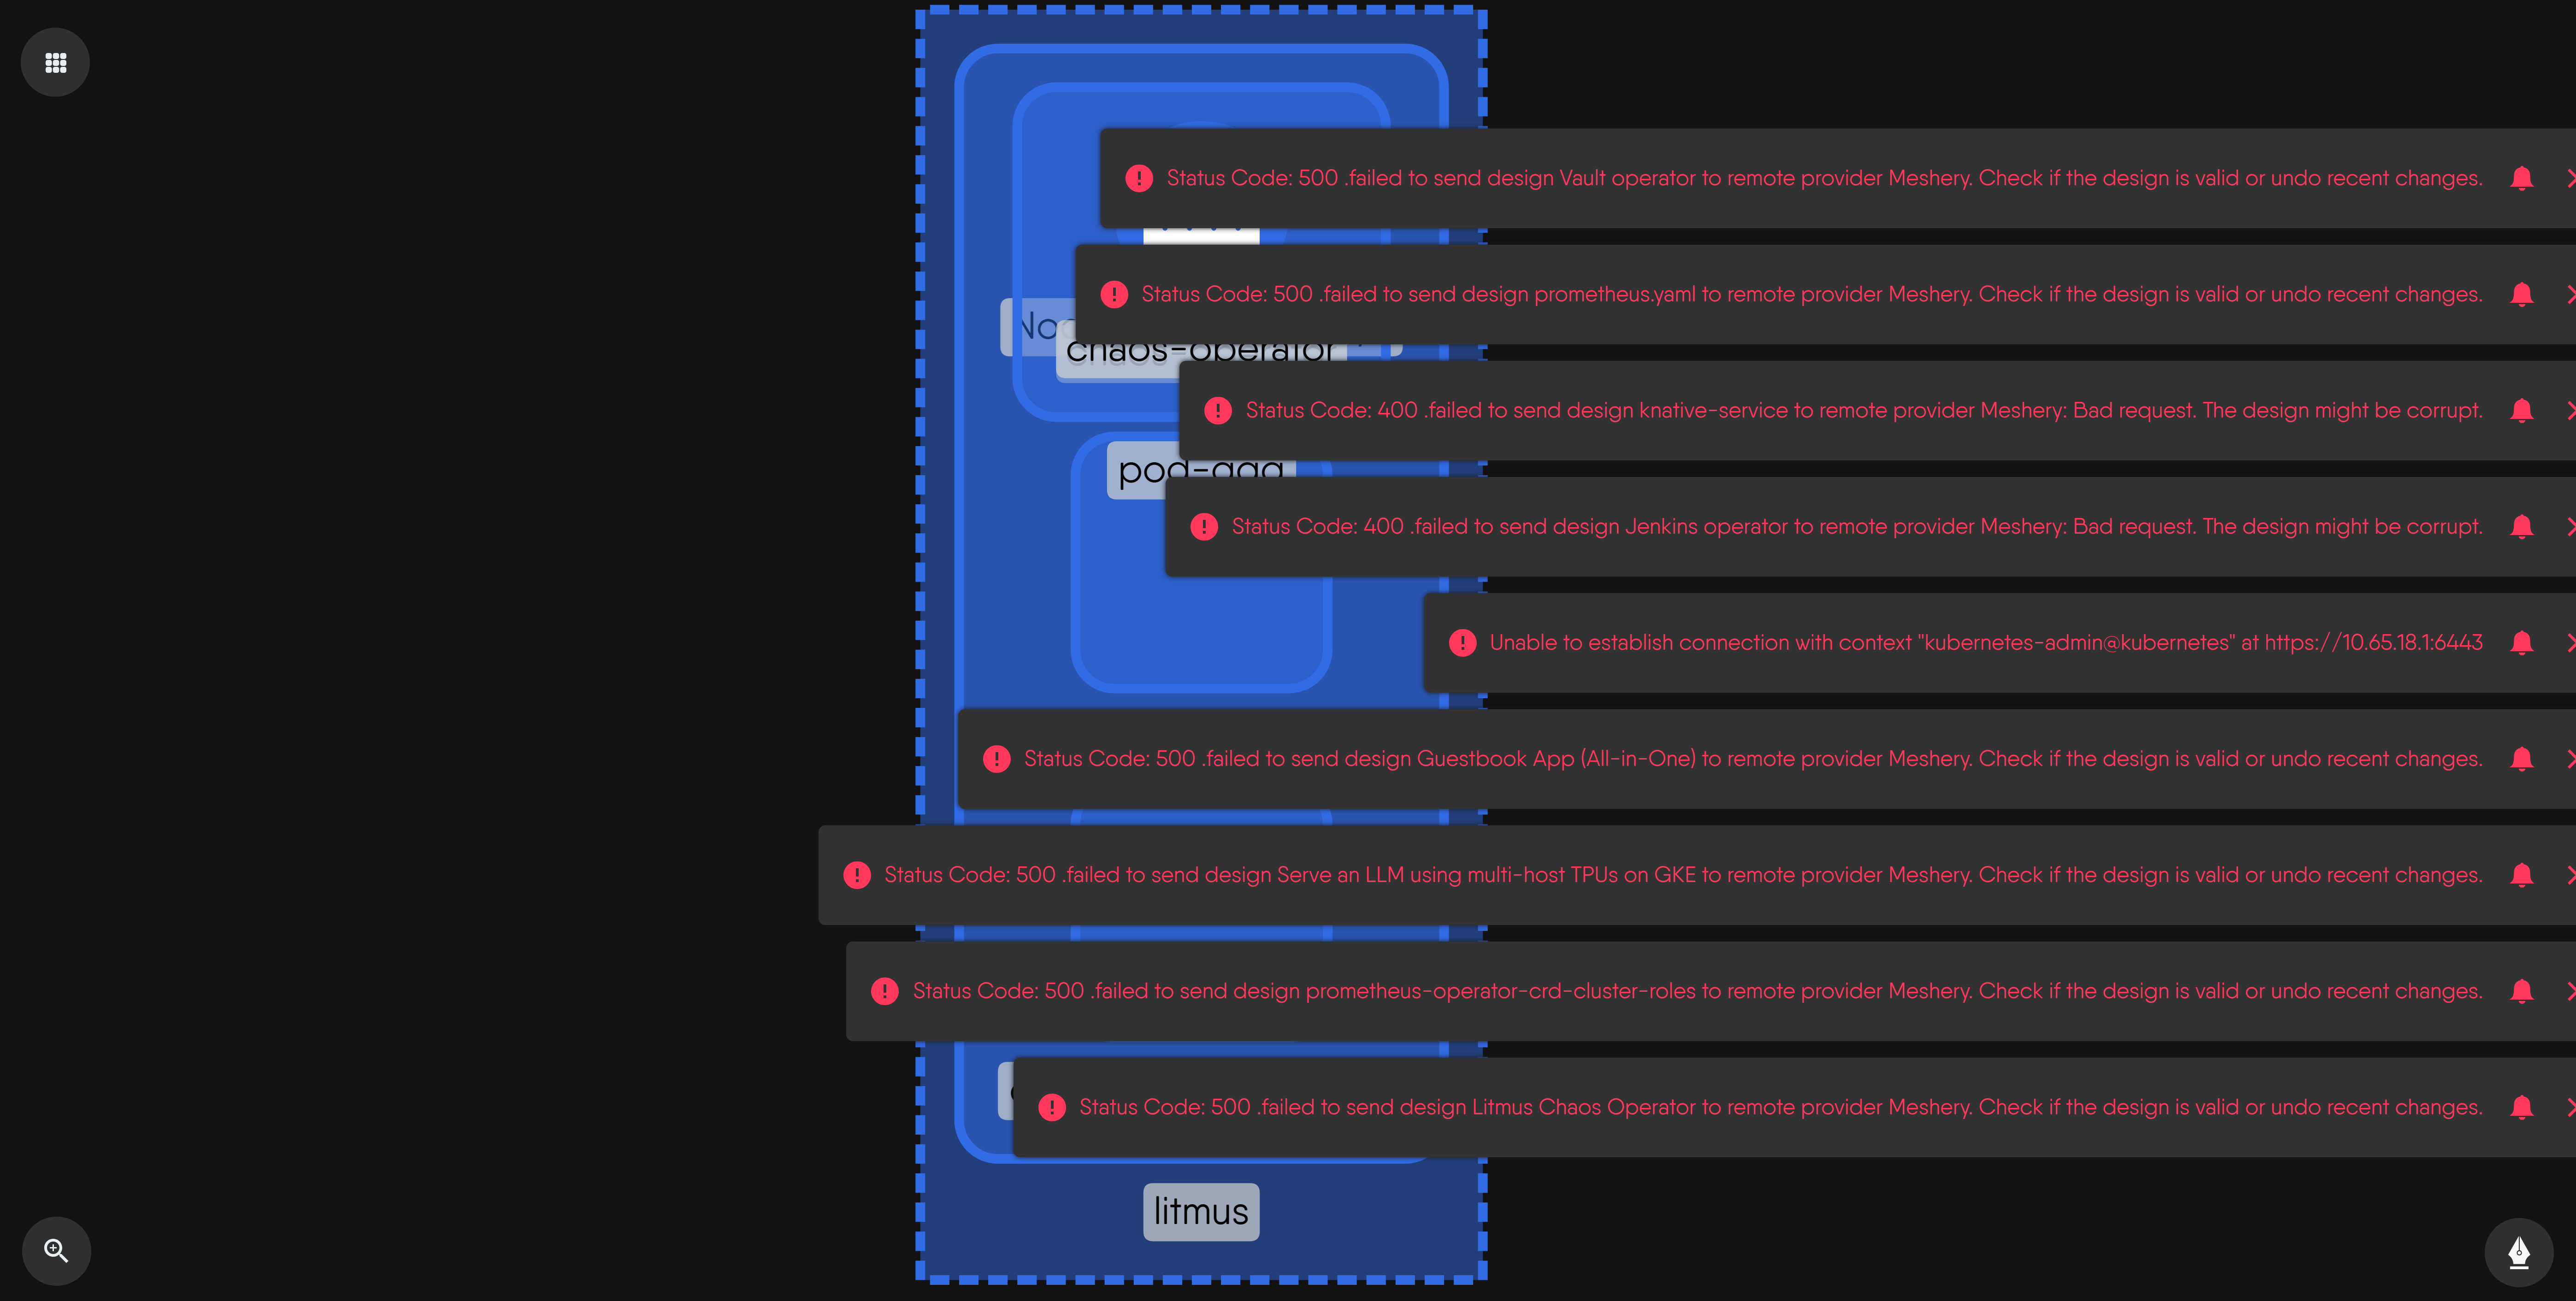 Status Code: 500 .failed to send design Vault operator to remote provider Meshery. Check if the design is valid or undo recent changes.
Status Code: 500 .failed to send design prometheus.yaml to remote provider Meshery. Check if the design is valid or undo recent changes.
chaos-operator
Status Code: 400 .failed to send design knative-service to remote provider Meshery: Bad request. The design might be corrupt.
pod-aqq
Status Code: 400 .failed to send design Jenkins operator to remote provider Meshery: Bad request. The design might be corrupt.
Unable to establish connection with context "kubernetes-admin@kubernetes" at https://10.65.18.1:6443
Status Code: 500 .failed to send design Guestbook App (All-in-One) to remote provider Meshery. Check if the design is valid or undo recent changes.
Status Code: 500 .failed to send design Serve an LLM using multi-host TPUs on GKE to remote provider Meshery. Check if the design is valid or undo recent changes.
Status Code: 500 .failed to send design prometheus-operator-crd-cluster-roles to remote provider Meshery. Check if the design is valid or undo recent changes.
Status Code: 500 .failed to send design Litmus Chaos Operator to remote provider Meshery. Check if the design is valid or undo recent changes.
litmus